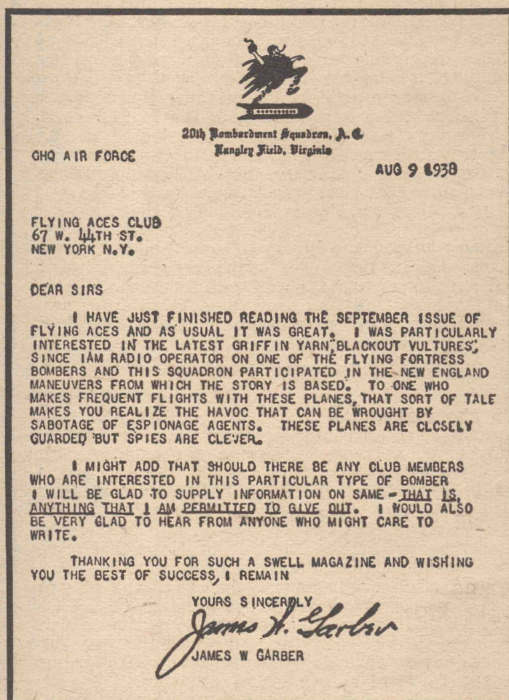 20th Bombardment Squadron, A.C.
Langley Field, Virginia
GHQ AIR FORCE
AUG 9 1938
FLYING ACES CLUB
67 W. 44TH ST.
NEW YORK N.Y.
DEAR SIRS
I HAVE JUST FINISHED READING THE SEPTEMBER ISSUE OF
FLYING ACES AND AS USUAL IT WAS GREAT. I WAS PARTICULARLY
INTERESTED IN THE LATEST GRIFFIN YARN,"BLACKOUT VULTURES",
SINCE IAM RADIO OPERATOR ON ONE OF THE FLYING FORTRESS
BOMBERS AND THIS SQUADRON PARTICIPATED IN THE NEW ENGLAND
MANEUVERS FROM WHICH THE STORY IS BASED. TO ONE WHO
MAKES FREQUENT FLIGHTS WITH THESE PLANES, THAT SORT OF TALE
MAKES YOU REALIZE THE HAVOC THAT CAN BE WROUGHT BY
SABOTAGE OF ESPIONAGE AGENTS. THESE PLANES ARE CLOSELY
GUARDED BUT SPIES ARE CLEVER.
I MIGHT ADD THAT SHOULD THERE BE ANY CLUB MEMBERS
WHO ARE INTERESTED IN THIS PARTICULAR TYPE OF BOMBER
I WILL BE GLAD TO SUPPLY INFORMATION ON SAME - THAT IS,
ANYTHING THAT I AM PERMITTED TO GIVE OUT. I WOULD ALSO
BE VERY GLAD TO HEAR FROM ANYONE WHO MIGHT CARE TO
WRITE.
THANKING YOU FOR SUCH A SWELL MAGAZINE AND WISHING
YOU THE BEST OF SUCCESS, I REMAIN
YOURS SINCERDLY
James W. Garber
JAMES W GARBER